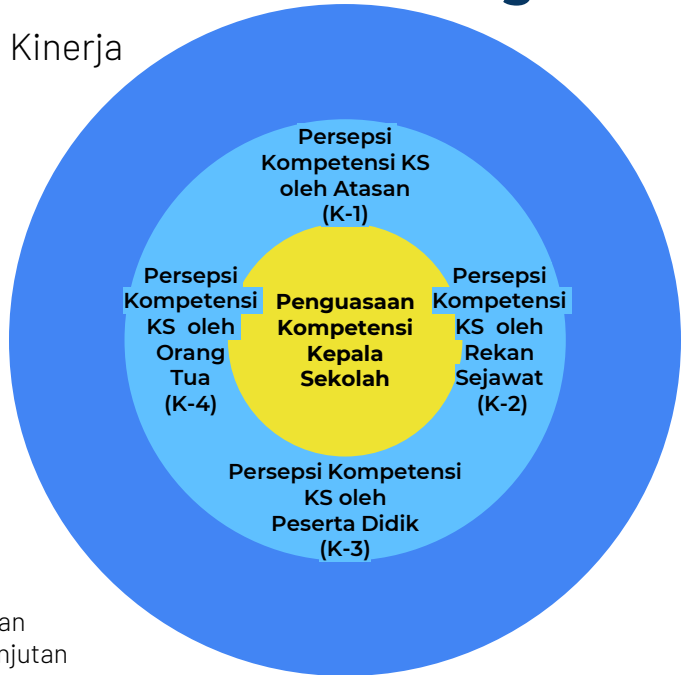 Kinerja
Persepsi
Kompetensi KS
oleh Atasan
(K-1)
Persepsi
Kompetensi
KS oleh
Orang
Tua
(K-4)
Penguasaan
Kompetensi
Kepala
Sekolah
Persepsi
Kompetensi
KS oleh
Rekan
Sejawat
(K-2)
Persepsi Kompetensi
KS oleh
Peserta Didik
(K-3)
an
njutan